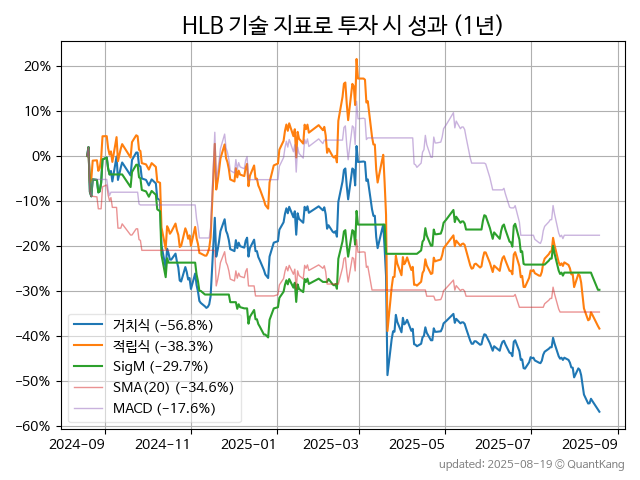 HLB 기술 지표로 투자 시 성과 (1년)
20%
10%
0%
−10%
−20%
−30%
−40%
−50%
−60%
거치식 (−56.8%)
적립식 (−38.3%)
SigM (−29.7%)
SMA(20) (−34.6%)
MACD (−17.6%)
2024-09 2024-11 2025-01 2025-03 2025-05 2025-07 2025-09
updated: 2025-08-19 © QuantKang